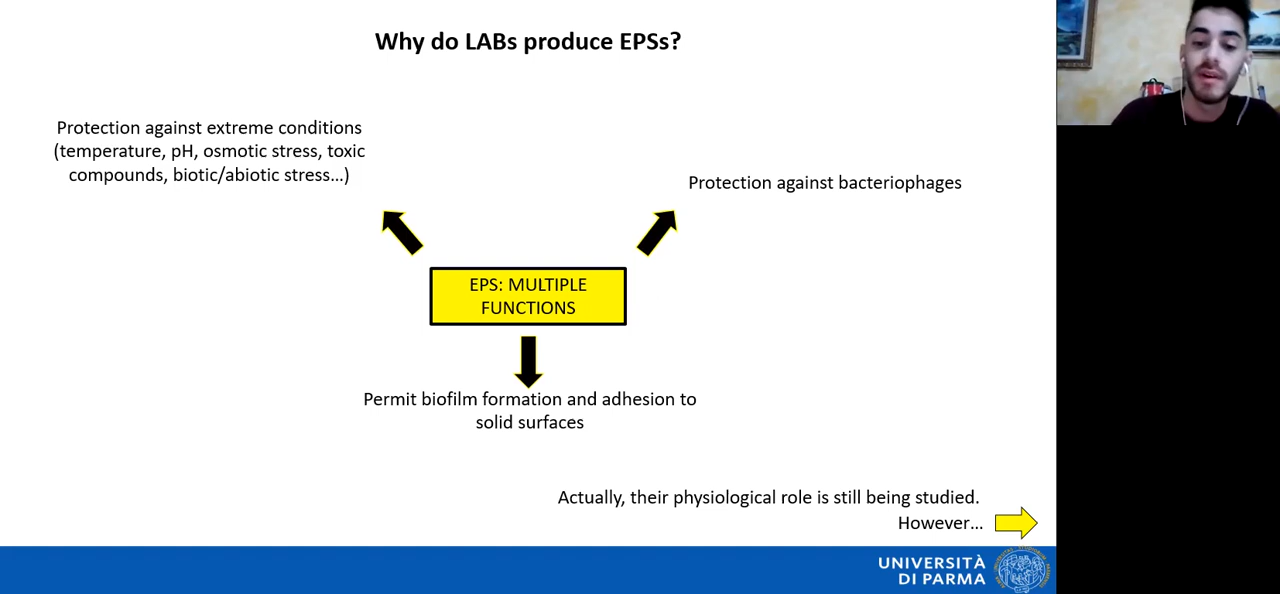 Why do LABs produce EPSs?
Protection against extreme conditions
(temperature, pH, osmotic stress, toxic
compounds, biotic/abiotic stress…)
Protection against bacteriophages
EPS: MULTIPLE
FUNCTIONS
Permit biofilm formation and adhesion to
solid surfaces
Actually, their physiological role is still being studied.
However…
UNIVERSITÀ
DI PARMA